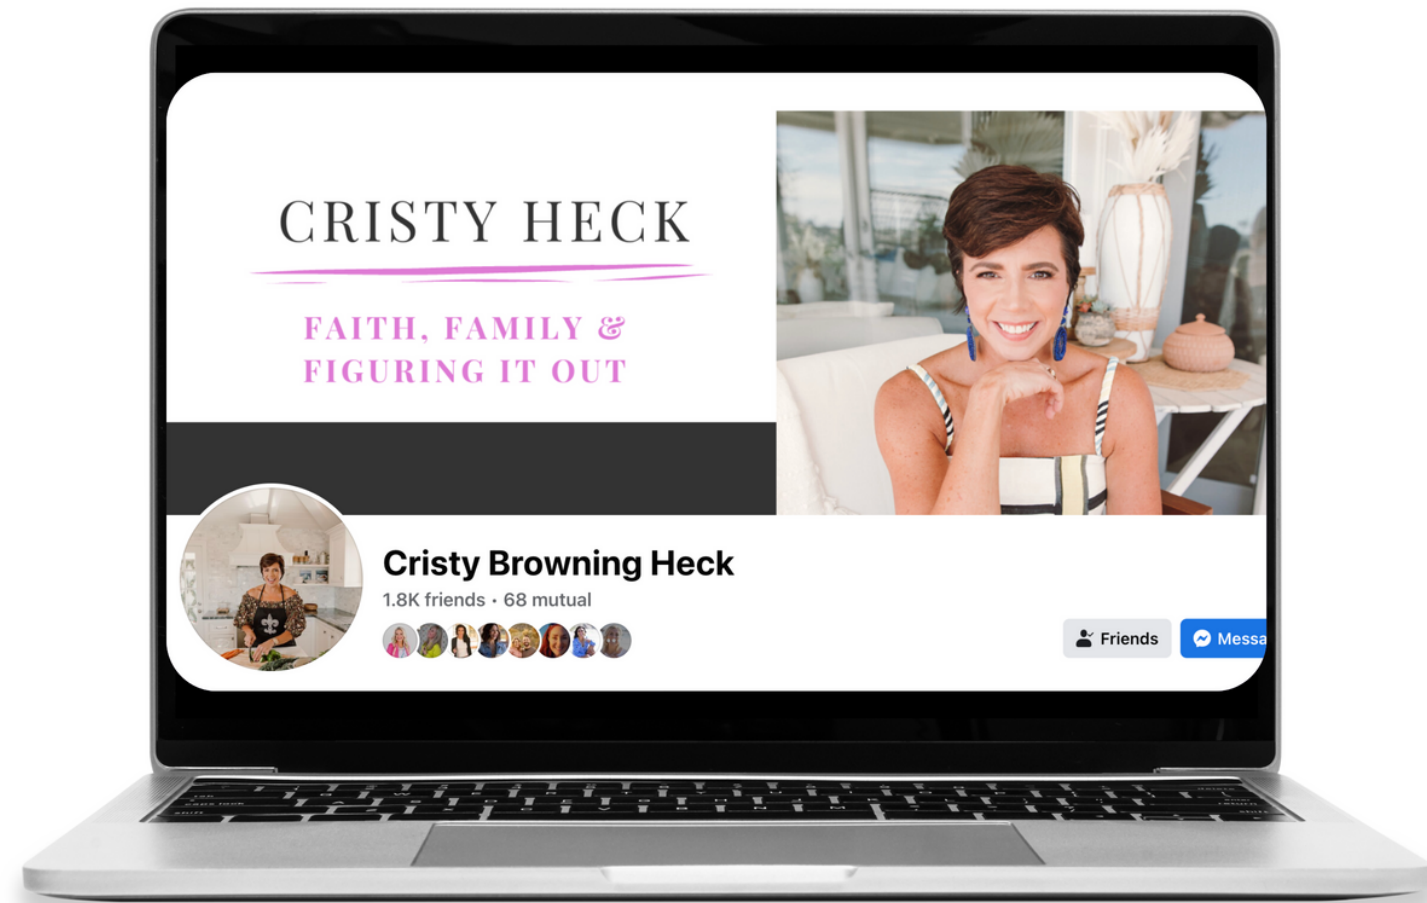 CRISTY HECK
FAITH, FAMILY &
FIGURING IT OUT
Cristy Browning Heck
1.8K friends · 68 mutual
Friends
Messa